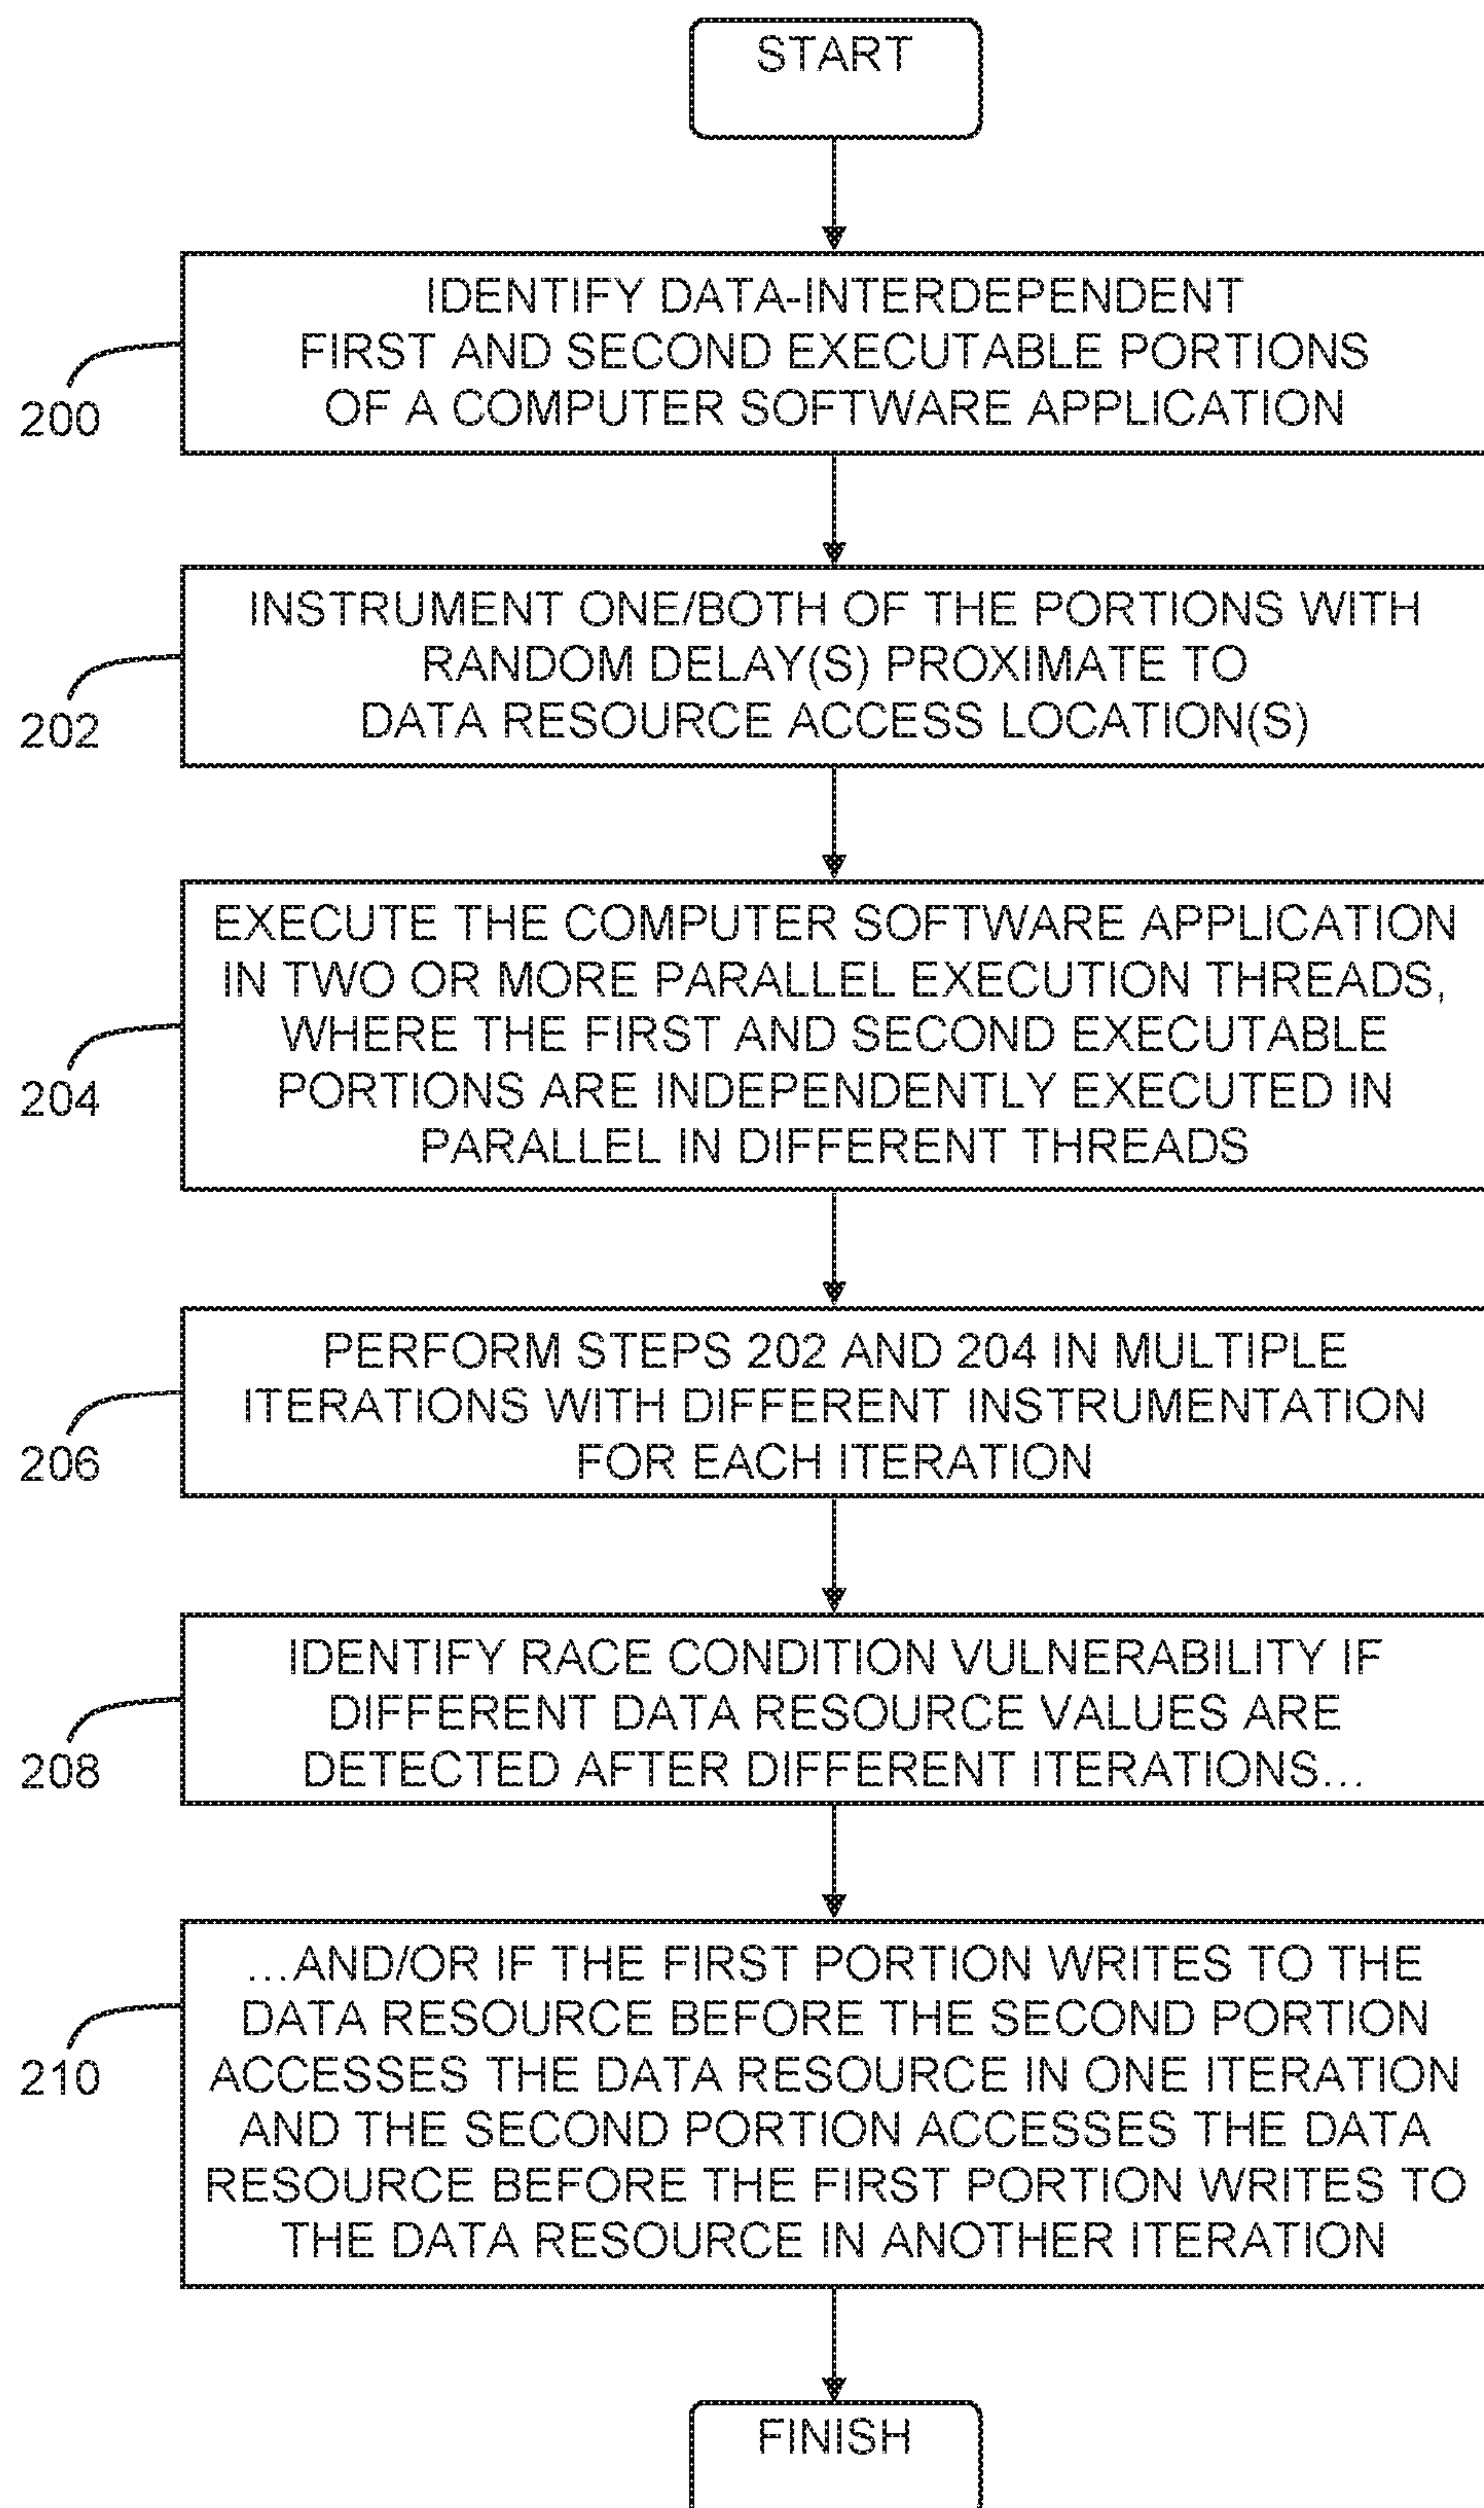 START
IDENTIFY DATA-INTERDEPENDENT
FIRST AND SECOND EXECUTABLE PORTIONS
OF A COMPUTER SOFTWARE APPLICATION
200
INSTRUMENT ONE/BOTH OF THE PORTIONS WITH
RANDOM DELAY(S) PROXIMATE TO
DATA RESOURCE ACCESS LOCATION(S)
202
EXECUTE THE COMPUTER SOFTWARE APPLICATION
IN TWO OR MORE PARALLEL EXECUTION THREADS,
WHERE THE FIRST AND SECOND EXECUTABLE
PORTIONS ARE INDEPENDENTLY EXECUTED IN
PARALLEL IN DIFFERENT THREADS
204
PERFORM STEPS 202 AND 204 IN MULTIPLE
ITERATIONS WITH DIFFERENT INSTRUMENTATION
FOR EACH ITERATION
206
IDENTIFY RACE CONDITION VULNERABILITY IF
DIFFERENT DATA RESOURCE VALUES ARE
DETECTED AFTER DIFFERENT ITERATIONS...
208
...AND/OR IF THE FIRST PORTION WRITES TO THE
DATA RESOURCE BEFORE THE SECOND PORTION
ACCESSES THE DATA RESOURCE IN ONE ITERATION
AND THE SECOND PORTION ACCESSES THE DATA
RESOURCE BEFORE THE FIRST PORTION WRITES TO
THE DATA RESOURCE IN ANOTHER ITERATION
210
FINISH